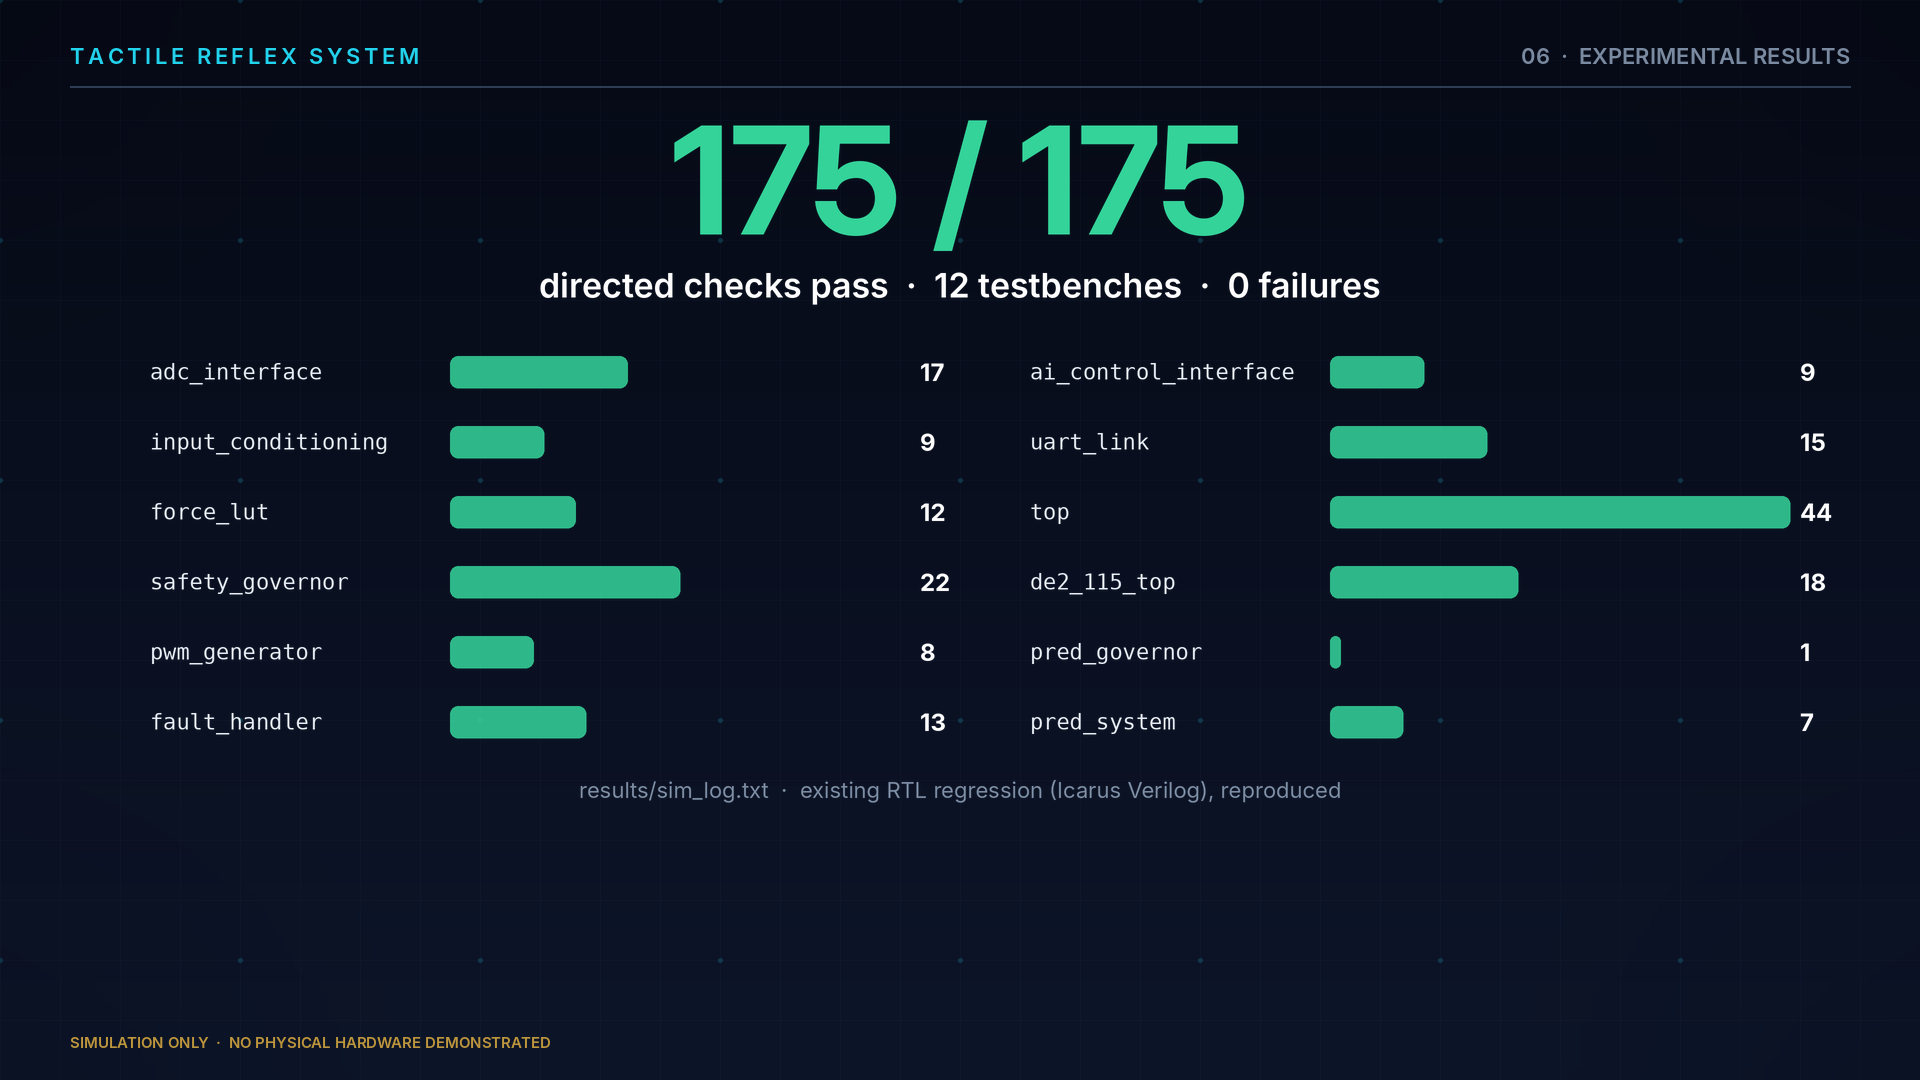 TACTILE REFLEX SYSTEM
06 · EXPERIMENTAL RESULTS
175 / 175
directed checks pass · 12 testbenches · 0 failures
adc_interface 17
input_conditioning 9
force_lut 12
safety_governor 22
pwm_generator 8
fault_handler 13
ai_control_interface 9
uart_link 15
top 44
de2_115_top 18
pred_governor 1
pred_system 7
results/sim_log.txt · existing RTL regression (Icarus Verilog), reproduced
SIMULATION ONLY · NO PHYSICAL HARDWARE DEMONSTRATED